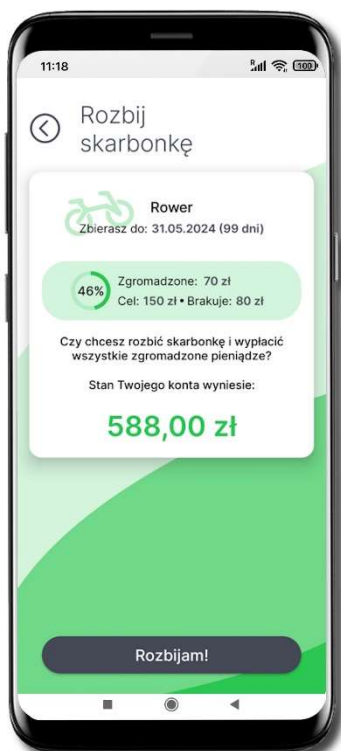 11:18
R
100
Rozbij
skarbonkę
Rower
Zbierasz do: 31.05.2024 (99 dni)
46%
Zgromadzone: 70 zł
Cel: 150 zł • Brakuje: 80 zł
Czy chcesz rozbić skarbonkę i wypłacić
wszystkie zgromadzone pieniądze?
Stan Twojego konta wyniesie:
588,00 zł
Rozbijam!